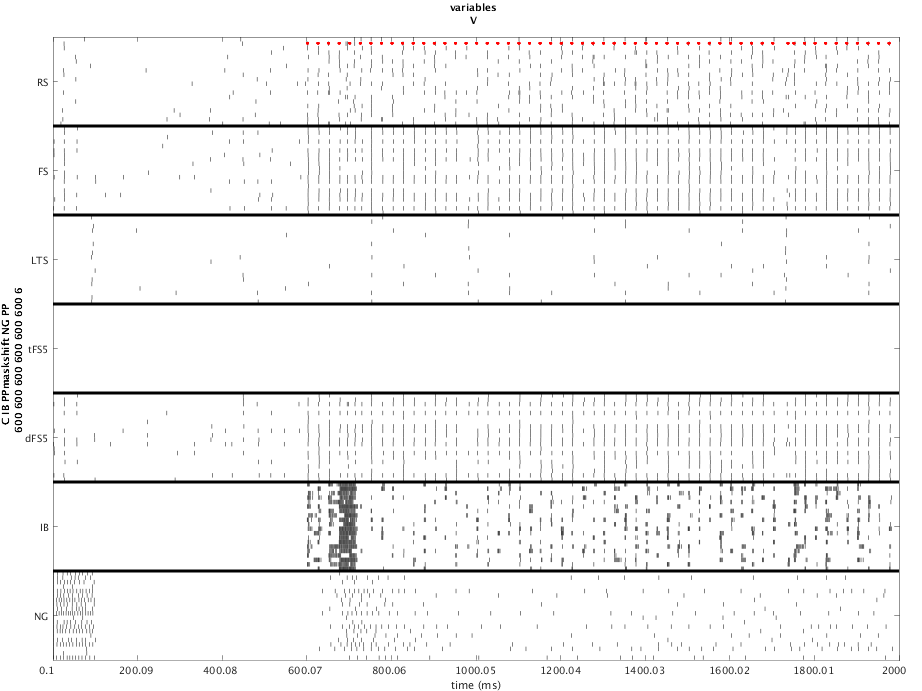 variables
V
RS
FS
LTS
tFS5
dFS5
IB
NG
C IB PPmaskshift NG PP
600 600 600 600 600 600 6
0.1 200.09 400.08 600.07 800.06 1000.05 1200.04 1400.03 1600.02 1800.01 2000
time (ms)